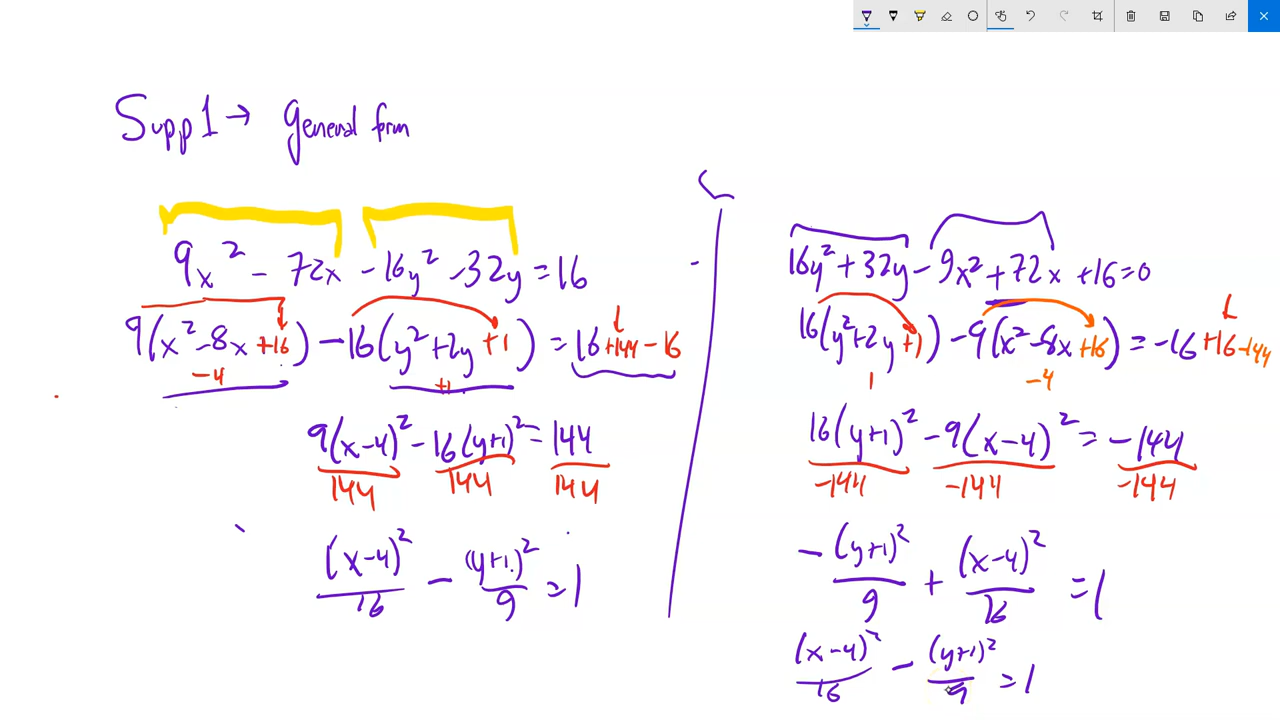 Supp1 → general form
9x² - 72x - 16y² - 32y = 16
9(x² - 8x + 16) - 16(y² + 2y + 1) = 16 + 144 - 16
-4 +1
9(x-4)² - 16(y+1)² = 144
144 144 144
(x-4)²/16 - (y+1)²/9 = 1
16y² + 32y - 9x² + 72x + 16 = 0
16(y² + 2y + 1) - 9(x² - 8x + 16) = -16 + 16 - 144
1 -4
16(y+1)² - 9(x-4)² = -144
-144 -144 -144
-(y+1)²/9 + (x-4)²/16 = 1
(x-4)²/16 - (y+1)²/9 = 1